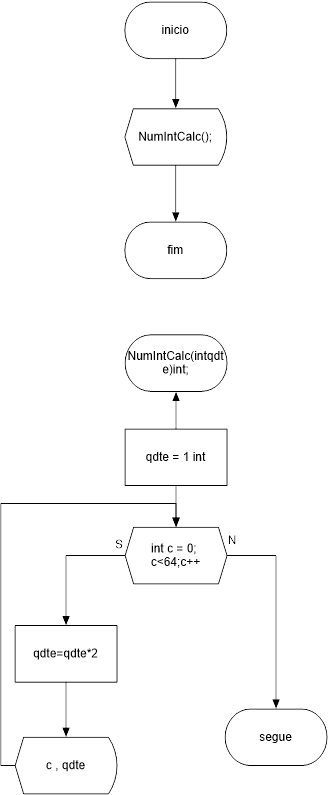 inicio
NumIntCalc();
fim
NumIntCalc(intqdt
e)int;
qdte = 1 int
int c = 0;
c<64;c++
S
N
qdte=qdte*2
segue
c , qdte